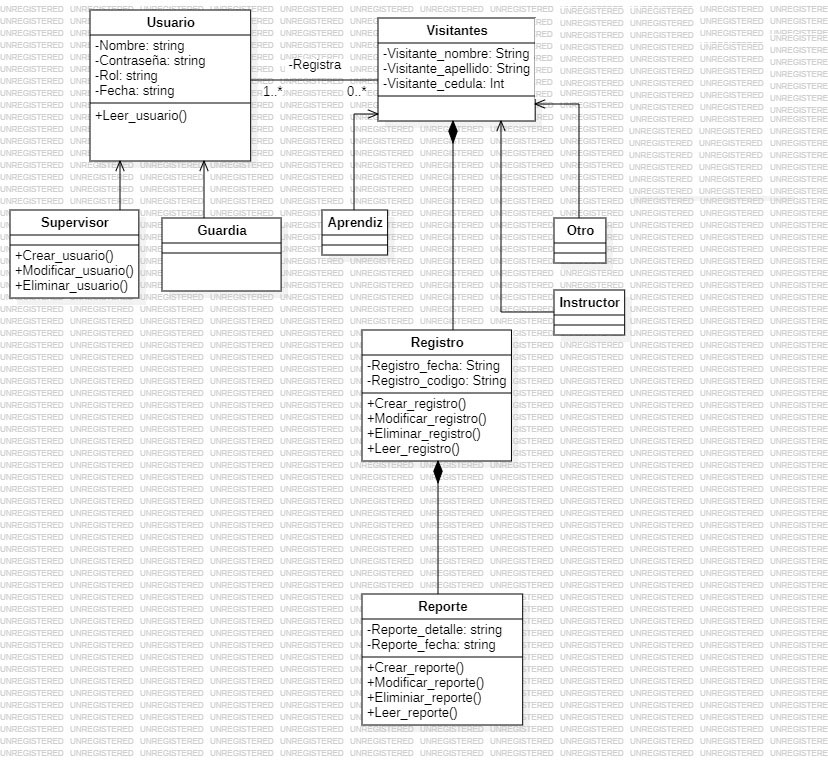 Usuario
-Nombre: string
-Contraseña: string
-Rol: string
-Fecha: string
+Leer_usuario()
-Registra
1..*
0..*
Visitantes
-Visitante_nombre: String
-Visitante_apellido: String
-Visitante_cedula: Int
Supervisor
+Crear_usuario()
+Modificar_usuario()
+Eliminar_usuario()
Guardia
Aprendiz
Otro
Instructor
Registro
-Registro_fecha: String
-Registro_codigo: String
+Crear_registro()
+Modificar_registro()
+Eliminar_registro()
+Leer_registro()
Reporte
-Reporte_detalle: string
-Reporte_fecha: string
+Crear_reporte()
+Modificar_reporte()
+Eliminiar_reporte()
+Leer_reporte()
UNREGISTERED